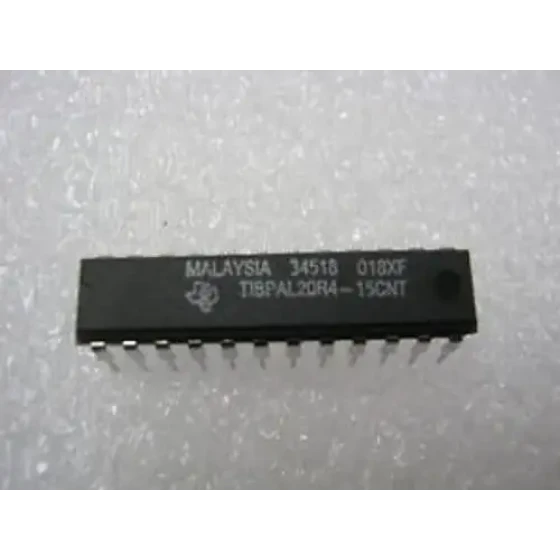 MALAYSIA 34518 018XF
TIBPAL20R4-15CNT